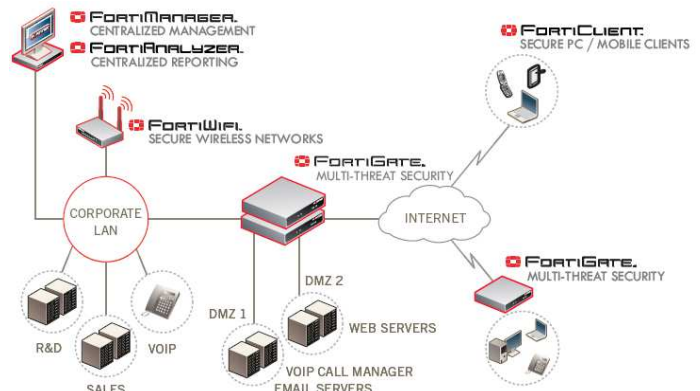 FORTIMANAGER.
CENTRALIZED MANAGEMENT
FORTIANALYZER.
CENTRALIZED REPORTING
FORTICLIENT.
SECURE PC / MOBILE CLIENTS
FORTIWIFI.
SECURE WIRELESS NETWORKS
FORTIGATE.
MULTI-THREAT SECURITY
CORPORATE
LAN
INTERNET
FORTIGATE.
MULTI-THREAT SECURITY
DMZ 2
DMZ 1
WEB SERVERS
R&D
VOIP
VOIP CALL MANAGER
EMAIL SERVERS
SALES